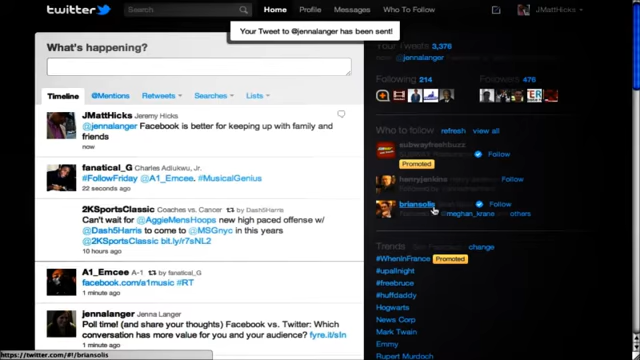 twitter
Search
Home
Profile
Messages
Who To Follow
JMattHicks
Your Tweet to @jennalanger has been sent!
What's happening?
Timeline
@Mentions
Retweets
Searches
Lists
JMattHicks Jeremy Hicks
@jennalanger Facebook is better for keeping up with family and
friends
now
fanatical_G Charles Adiukwu, Jr.
#FollowFriday @A1_Emcee. #MusicalGenius
22 seconds ago
2KSportsClassic Coaches vs. Cancer by Dash5Harris
Can't wait for @AggieMensHoops new high paced offense w/
@Dash5Harris to come to @MSGnyc in this years
@2KSportsClassic bit.ly/r7sNL2
10 hours ago
A1_Emcee A-1 by fanatical_G
facebook.com/a1music #RT
1 minute ago
jennalanger Jenna Langer
Poll time! (and share your thoughts) Facebook vs. Twitter: Which
conversation has more value for you and your audience? fyre.it/sIn
1 minute ago
https://twitter.com/#!/briansolis
Your Tweets 3,376
now @jennalanger
Following 214
Followers 476
Who to follow refresh view all
subwayfreshbuzz
Follow
Promoted
henryjenkins
Follow
briansolis
Follow
@meghan_krane others
Trends
change
#WhenInFrance Promoted
#upallnight
#freebruce
#huffdaddy
Hogwarts
News Corp
Mark Twain
Emmy
Rupert Murdoch